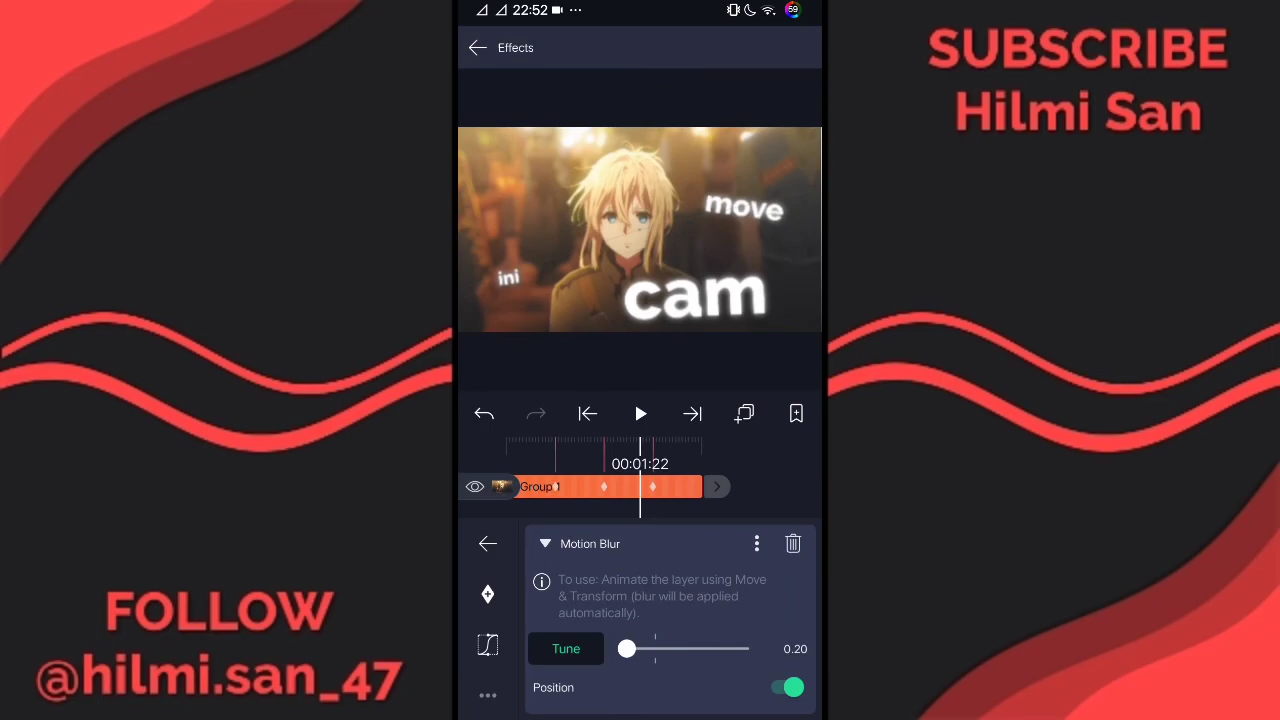 22:52
59
Effects
SUBSCRIBE
Hilmi San
move
ini
cam
00:01:22
Group 1
Motion Blur
To use: Animate the layer using Move
& Transform (blur will be applied
automatically).
Tune
0.20
Position
FOLLOW
@hilmi.san_47